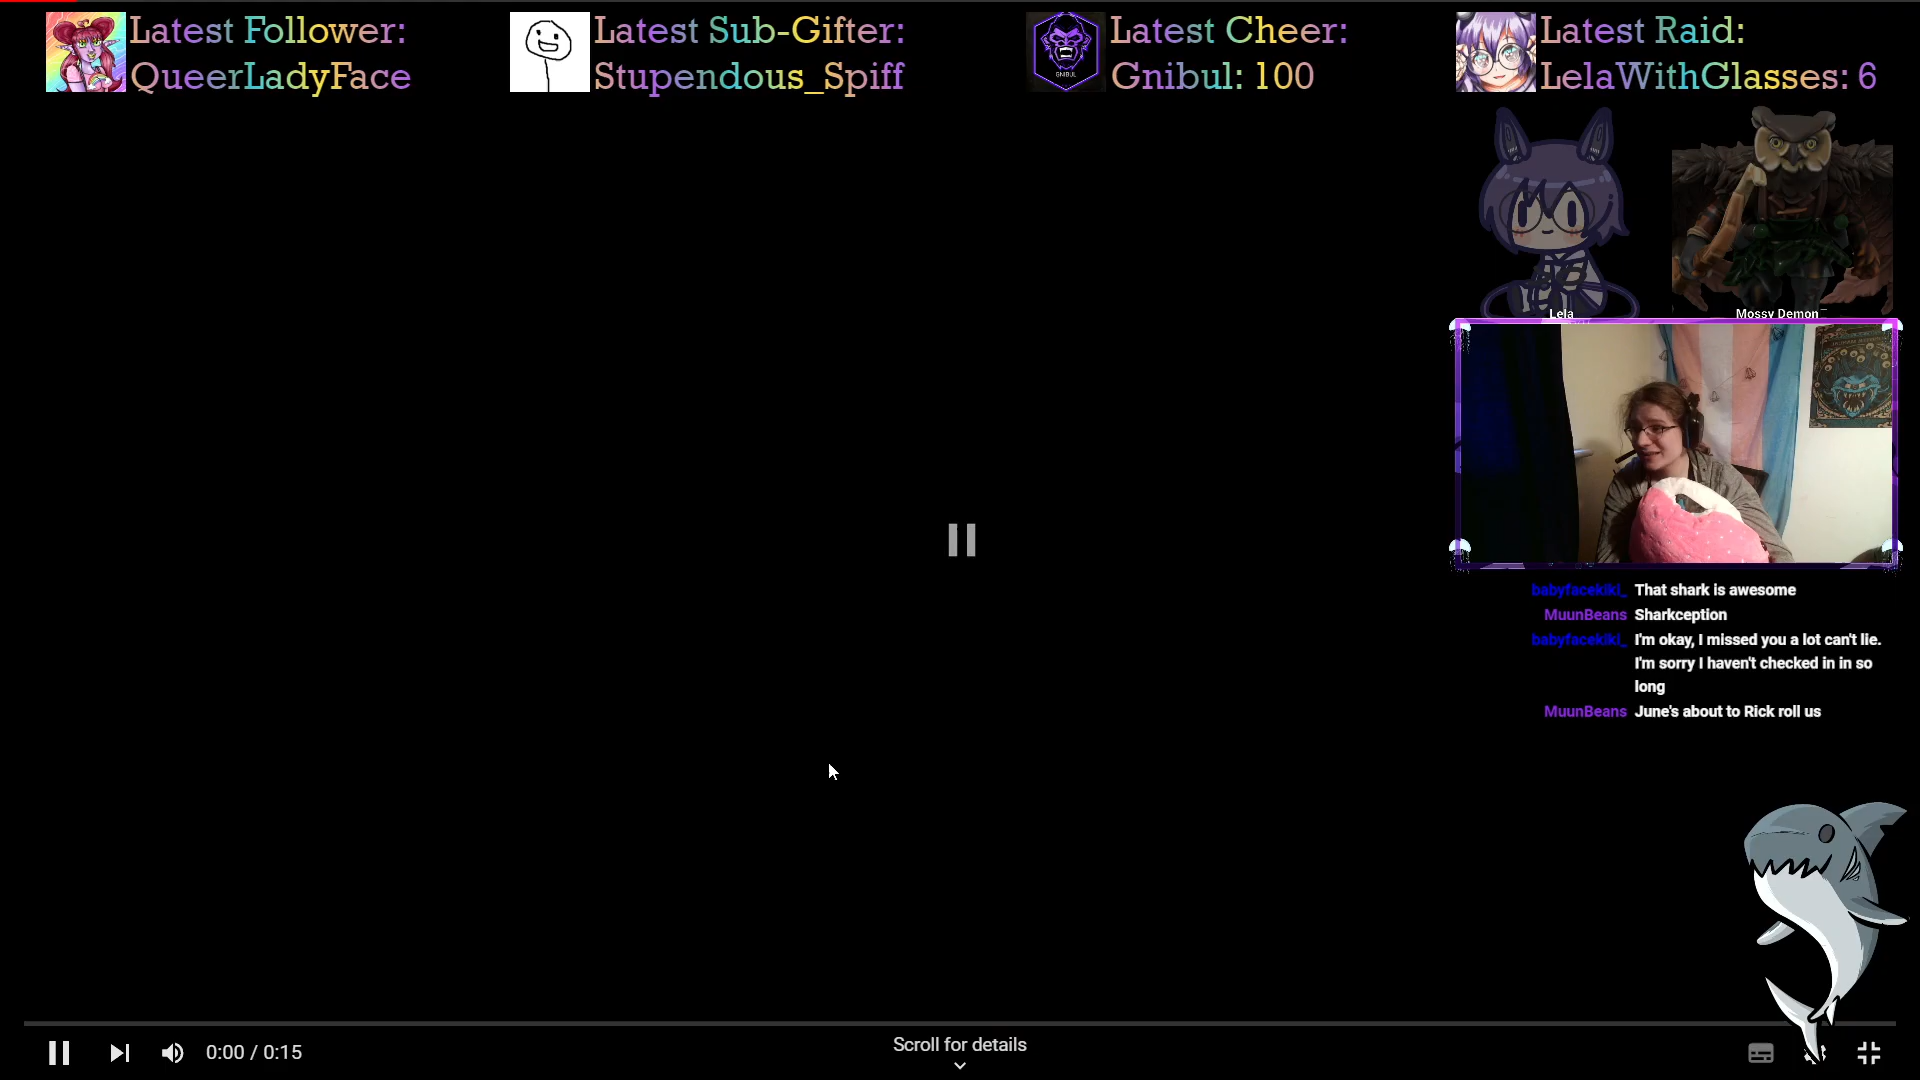 Latest Follower:
QueerLadyFace
Latest Sub-Gifter:
Stupendous_Spiff
GNIBUL
Latest Cheer:
Gnibul: 100
Latest Raid:
LelaWithGlasses: 6
Lela
Mossy Demon
babyfacekiki_ That shark is awesome
MuunBeans Sharkception
babyfacekiki_ I'm okay, I missed you a lot can't lie.
I'm sorry I haven't checked in in so
long
MuunBeans June's about to Rick roll us
0:00 / 0:15
Scroll for details